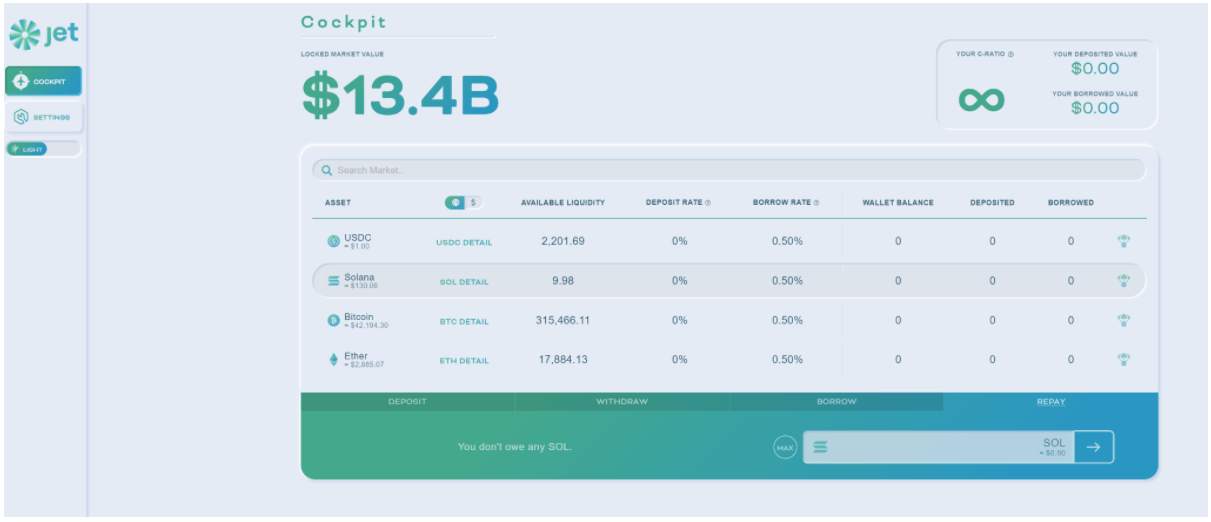 jet
COCKPIT
SETTINGS
LIGHT
Cockpit
LOCKED MARKET VALUE
$13.4B
YOUR C-RATIO
∞
YOUR DEPOSITED VALUE
$0.00
YOUR BORROWED VALUE
$0.00
Search Market..
ASSET $ AVAILABLE LIQUIDITY DEPOSIT RATE BORROW RATE WALLET BALANCE DEPOSITED BORROWED
USDC USDC DETAIL 2,201.69 0% 0.50% 0 0 0
≈ $1.00
Solana SOL DETAIL 9.98 0% 0.50% 0 0 0
≈ $130.06
Bitcoin BTC DETAIL 315,466.11 0% 0.50% 0 0 0
≈ $42,194.30
Ether ETH DETAIL 17,884.13 0% 0.50% 0 0 0
≈ $2,885.07
DEPOSIT WITHDRAW BORROW REPAY
You don't owe any SOL.
MAX
SOL
≈ $0.00